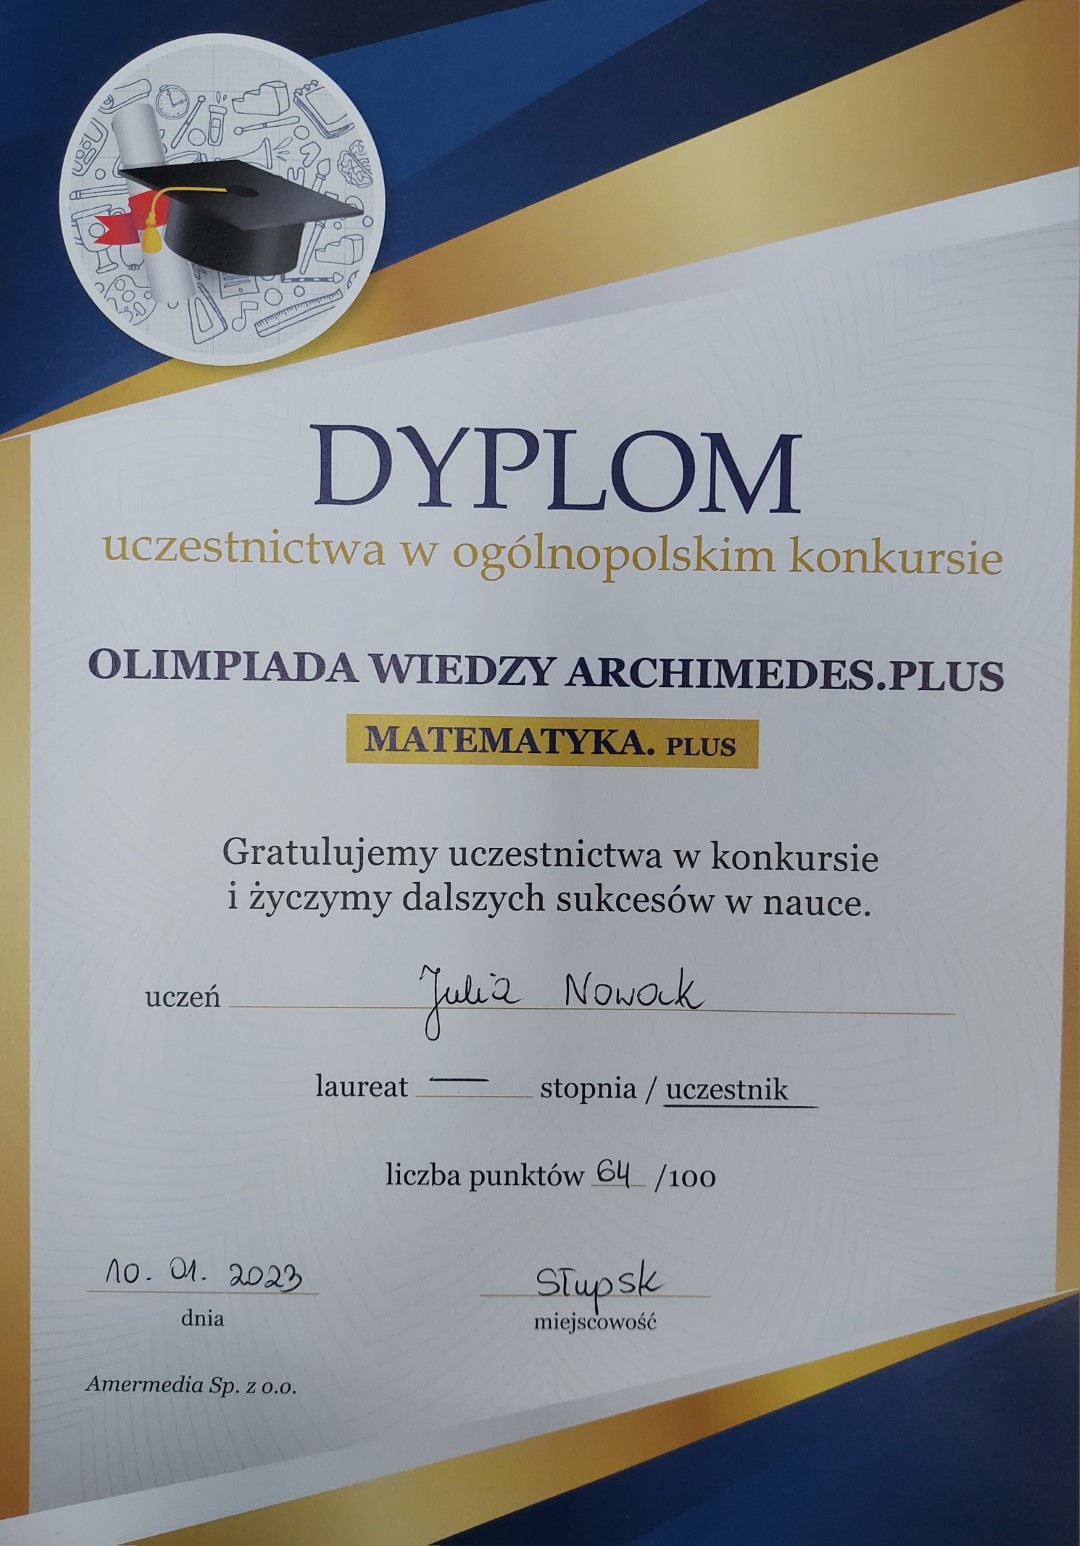 DYPLOM
uczestnictwa w ogólnopolskim konkursie
OLIMPIADA WIEDZY ARCHIMEDES.PLUS
MATEMATYKA. PLUS
Gratulujemy uczestnictwa w konkursie
i życzymy dalszych sukcesów w nauce.
uczeń Julia Nowak
laureat — stopnia / uczestnik
liczba punktów 64 /100
10. 01. 2023 Słupsk
dnia miejscowość
Amermedia Sp. z o.o.